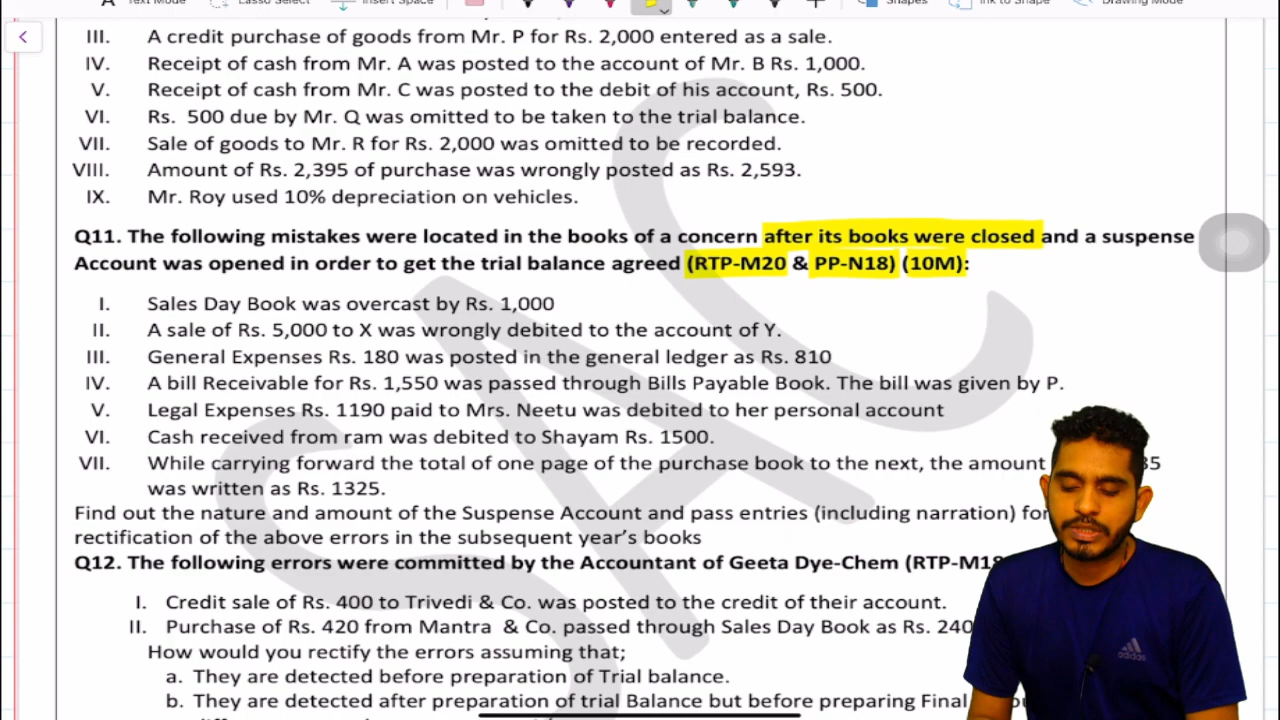 Text Mode Lasso Select Insert Space Shapes Ink to Shape Drawing Mode
III. A credit purchase of goods from Mr. P for Rs. 2,000 entered as a sale.
IV. Receipt of cash from Mr. A was posted to the account of Mr. B Rs. 1,000.
V. Receipt of cash from Mr. C was posted to the debit of his account, Rs. 500.
VI. Rs. 500 due by Mr. Q was omitted to be taken to the trial balance.
VII. Sale of goods to Mr. R for Rs. 2,000 was omitted to be recorded.
VIII. Amount of Rs. 2,395 of purchase was wrongly posted as Rs. 2,593.
IX. Mr. Roy used 10% depreciation on vehicles.
Q11. The following mistakes were located in the books of a concern after its books were closed and a suspense
Account was opened in order to get the trial balance agreed (RTP-M20 & PP-N18) (10M):
I. Sales Day Book was overcast by Rs. 1,000
II. A sale of Rs. 5,000 to X was wrongly debited to the account of Y.
III. General Expenses Rs. 180 was posted in the general ledger as Rs. 810
IV. A bill Receivable for Rs. 1,550 was passed through Bills Payable Book. The bill was given by P.
V. Legal Expenses Rs. 1190 paid to Mrs. Neetu was debited to her personal account
VI. Cash received from ram was debited to Shayam Rs. 1500.
VII. While carrying forward the total of one page of the purchase book to the next, the amount
was written as Rs. 1325.
Find out the nature and amount of the Suspense Account and pass entries (including narration) for
rectification of the above errors in the subsequent year's books
Q12. The following errors were committed by the Accountant of Geeta Dye-Chem (RTP-M18
I. Credit sale of Rs. 400 to Trivedi & Co. was posted to the credit of their account.
II. Purchase of Rs. 420 from Mantra & Co. passed through Sales Day Book as Rs. 240
How would you rectify the errors assuming that;
a. They are detected before preparation of Trial balance.
b. They are detected after preparation of trial Balance but before preparing Final
SAC
adidas